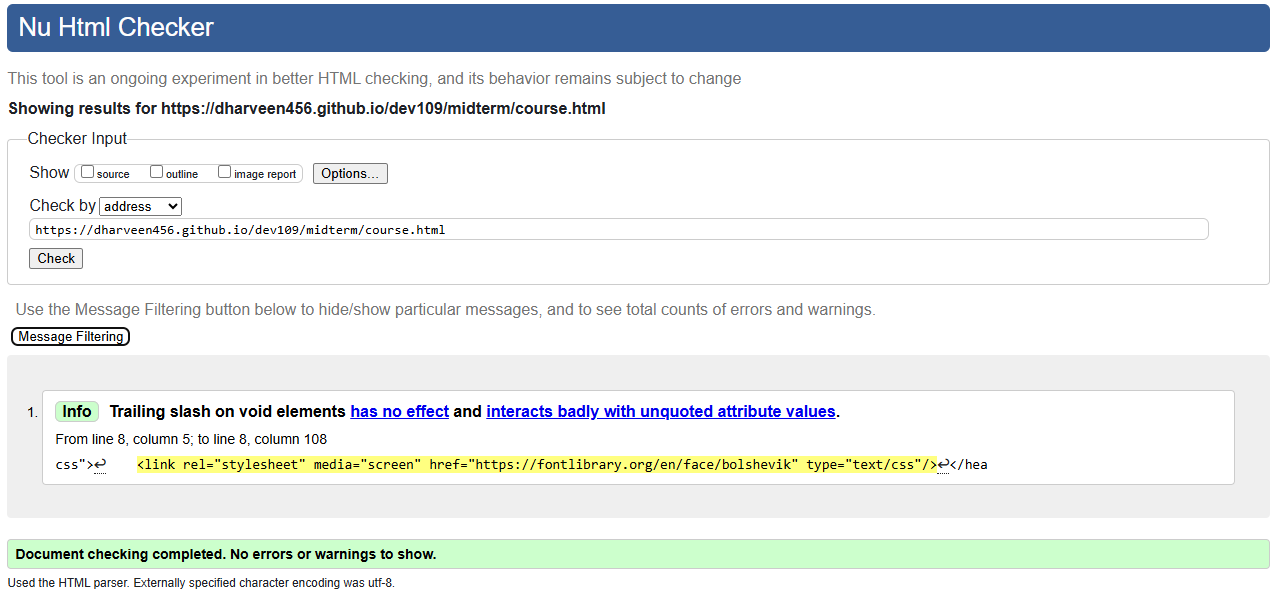 Nu Html Checker
This tool is an ongoing experiment in better HTML checking, and its behavior remains subject to change
Showing results for https://dharveen456.github.io/dev109/midterm/course.html
Checker Input
Show source outline image report Options...
Check by address
https://dharveen456.github.io/dev109/midterm/course.html
Check
Use the Message Filtering button below to hide/show particular messages, and to see total counts of errors and warnings.
Message Filtering
1. Info Trailing slash on void elements has no effect and interacts badly with unquoted attribute values.
From line 8, column 5; to line 8, column 108
css">↩ <link rel="stylesheet" media="screen" href="https://fontlibrary.org/en/face/bolshevik" type="text/css"/>↩</hea
Document checking completed. No errors or warnings to show.
Used the HTML parser. Externally specified character encoding was utf-8.